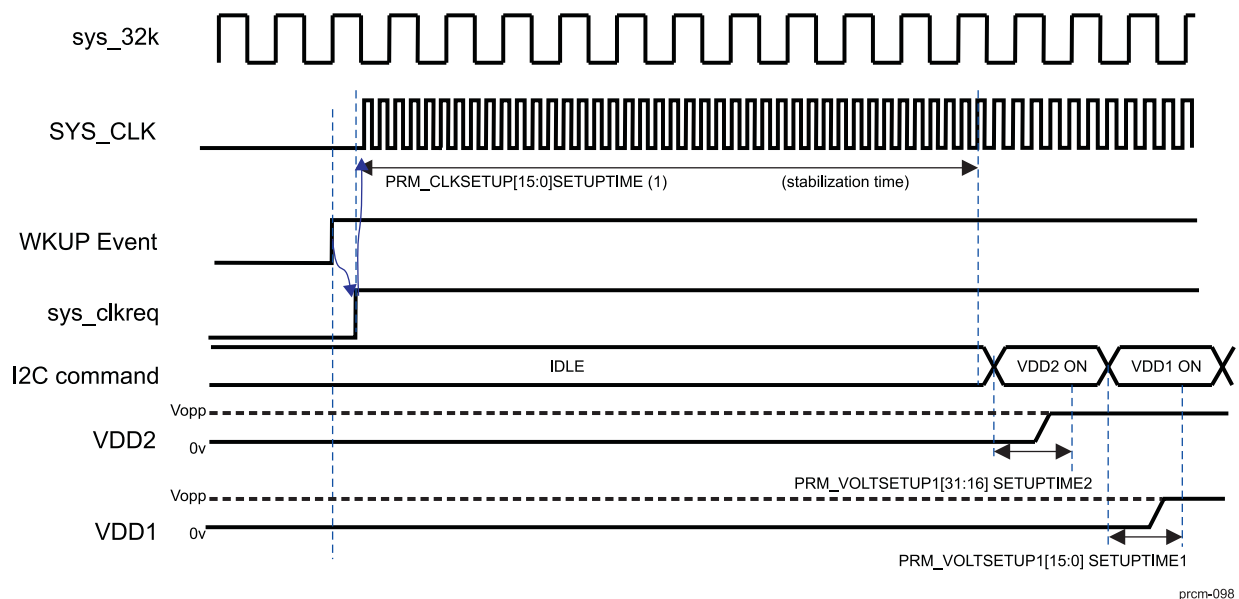 sys_32k
SYS_CLK
PRM_CLKSETUP[15:0]SETUPTIME (1) (stabilization time)
WKUP Event
sys_clkreq
I2C command IDLE VDD2 ON VDD1 ON
Vopp
VDD2 0v
PRM_VOLTSETUP1[31:16] SETUPTIME2
Vopp
VDD1 0v
PRM_VOLTSETUP1[15:0] SETUPTIME1
prcm-098